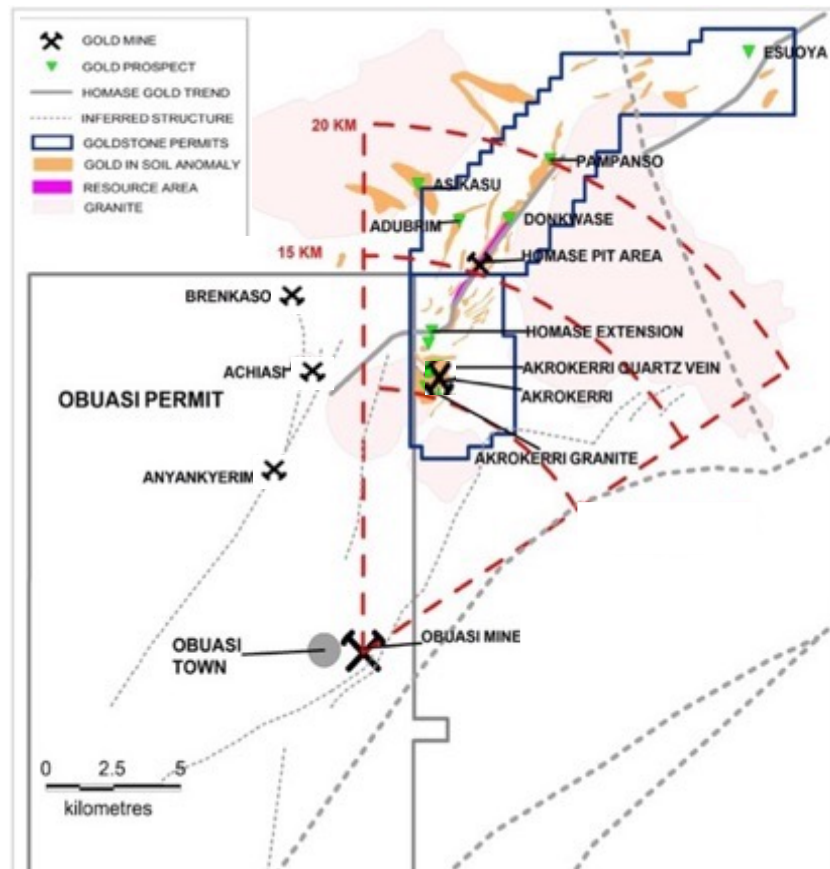 GOLD MINE
GOLD PROSPECT
HOMASE GOLD TREND
INFERRED STRUCTURE
GOLDSTONE PERMITS
GOLD IN SOIL ANOMALY
RESOURCE AREA
GRANITE
ESUOYA
20 KM
PAMPANSO
ASIKASU
ADUBRIM
DONKWASE
15 KM
HOMASE PIT AREA
BRENKASO
HOMASE EXTENSION
ACHIASI
AKROKERRI QUARTZ VEIN
AKROKERRI
OBUASI PERMIT
AKROKERRI GRANITE
ANYANKYERIM
OBUASI MINE
OBUASI
TOWN
0 2.5 5
kilometres